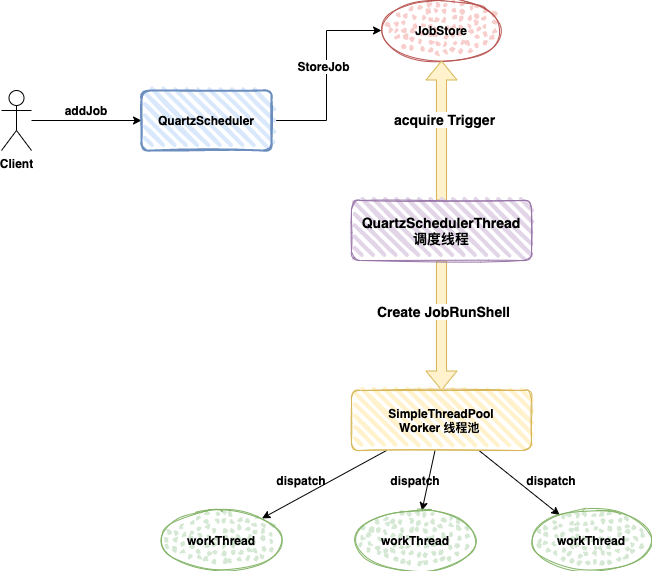 JobStore
StoreJob
addJob
QuartzScheduler
acquire Trigger
Client
QuartzSchedulerThread
调度线程
Create JobRunShell
SimpleThreadPool
Worker 线程池
dispatch
dispatch
dispatch
workThread
workThread
workThread